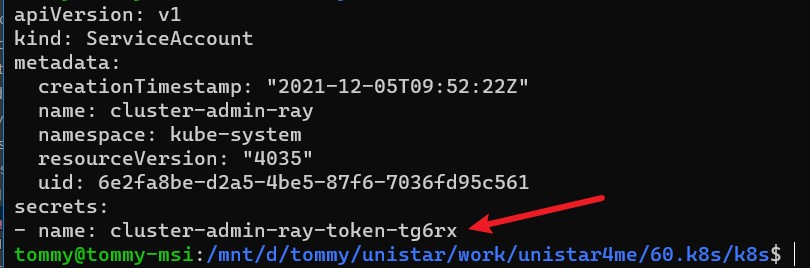 apiVersion: v1
kind: ServiceAccount
metadata:
  creationTimestamp: "2021-12-05T09:52:22Z"
  name: cluster-admin-ray
  namespace: kube-system
  resourceVersion: "4035"
  uid: 6e2fa8be-d2a5-4be5-87f6-7036fd95c561
secrets:
- name: cluster-admin-ray-token-tg6rx
tommy@tommy-msi:/mnt/d/tommy/unistar/work/unistar4me/60.k8s/k8s$